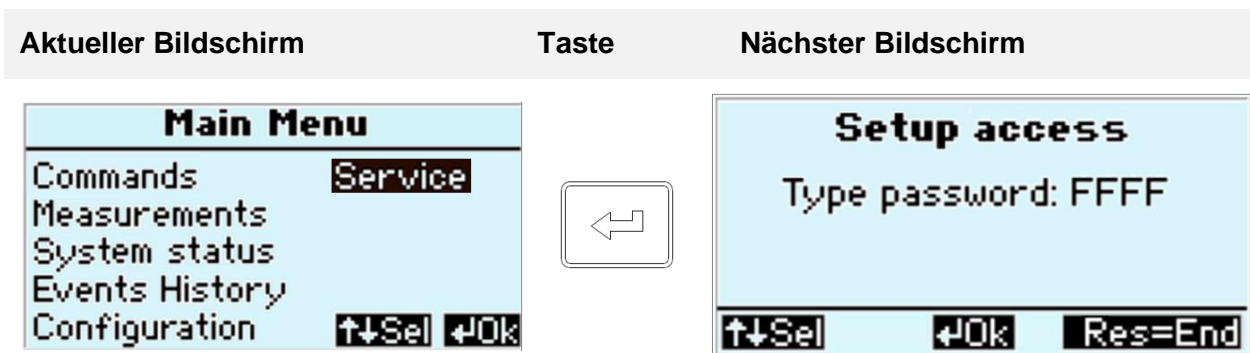 Aktueller Bildschirm Taste Nächster Bildschirm
Main Menu
Commands Service
Measurements
System status
Events History
Configuration ↑↓Sel ↲Ok
Setup access
Type password: FFFF
↑↓Sel ↲Ok Res=End